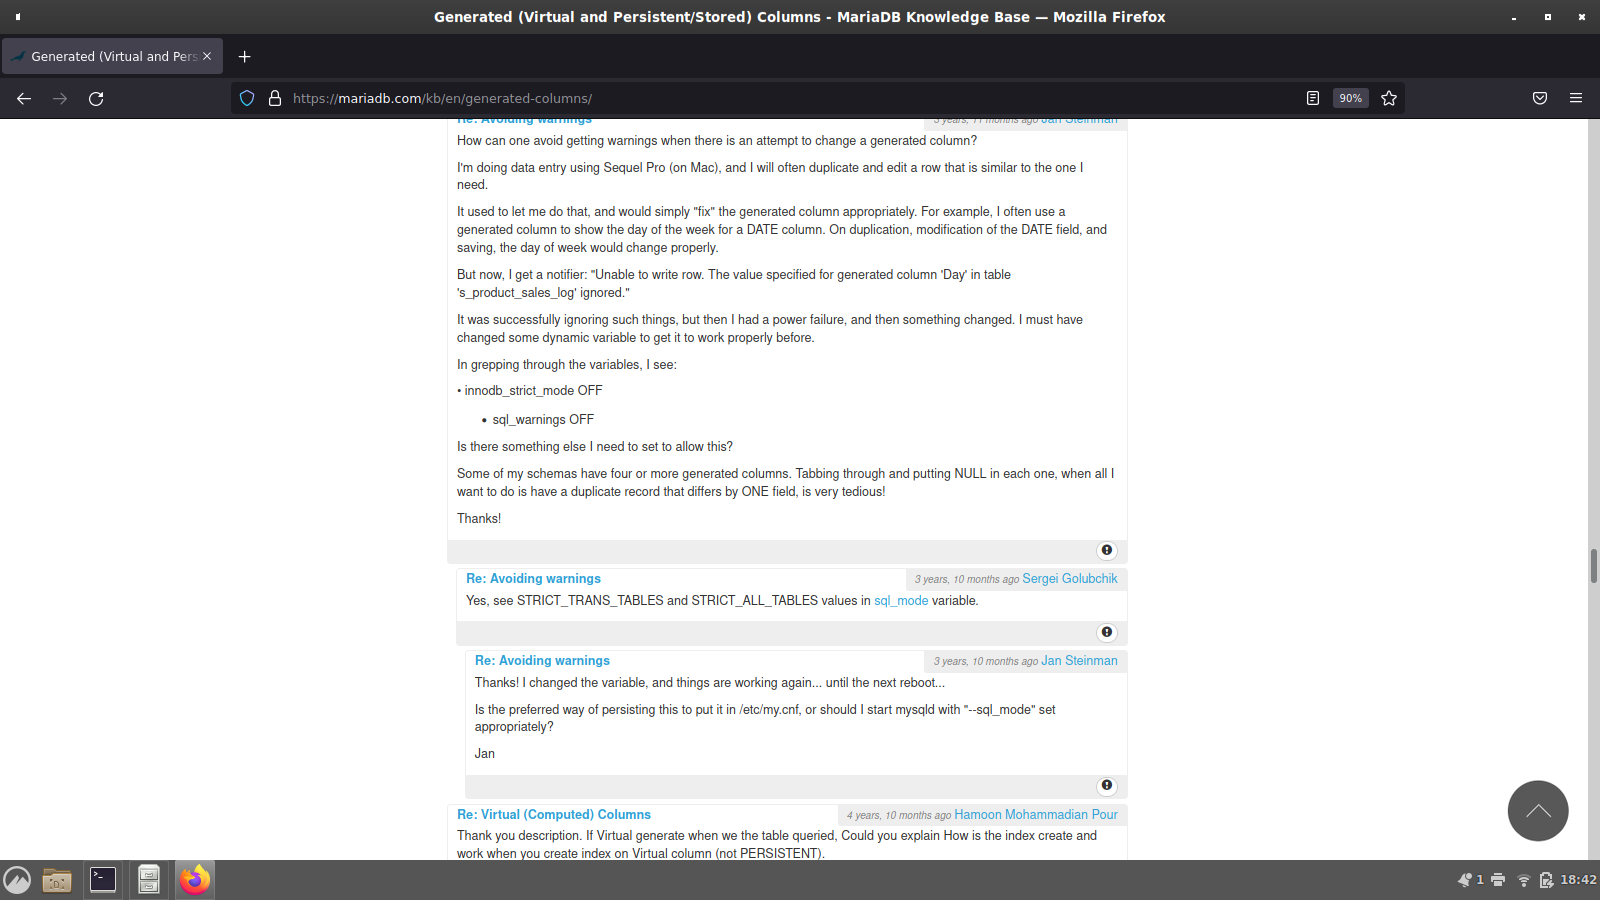 Generated (Virtual and Persistent/Stored) Columns - MariaDB Knowledge Base — Mozilla Firefox
Generated (Virtual and Pers
https://mariadb.com/kb/en/generated-columns/
90%
Re: Avoiding warnings
3 years, 11 months ago Jan Steinman
How can one avoid getting warnings when there is an attempt to change a generated column?
I'm doing data entry using Sequel Pro (on Mac), and I will often duplicate and edit a row that is similar to the one I
need.
It used to let me do that, and would simply "fix" the generated column appropriately. For example, I often use a
generated column to show the day of the week for a DATE column. On duplication, modification of the DATE field, and
saving, the day of week would change properly.
But now, I get a notifier: "Unable to write row. The value specified for generated column 'Day' in table
's_product_sales_log' ignored."
It was successfully ignoring such things, but then I had a power failure, and then something changed. I must have
changed some dynamic variable to get it to work properly before.
In grepping through the variables, I see:
• innodb_strict_mode OFF
• sql_warnings OFF
Is there something else I need to set to allow this?
Some of my schemas have four or more generated columns. Tabbing through and putting NULL in each one, when all I
want to do is have a duplicate record that differs by ONE field, is very tedious!
Thanks!
Re: Avoiding warnings
3 years, 10 months ago Sergei Golubchik
Yes, see STRICT_TRANS_TABLES and STRICT_ALL_TABLES values in sql_mode variable.
Re: Avoiding warnings
3 years, 10 months ago Jan Steinman
Thanks! I changed the variable, and things are working again... until the next reboot...
Is the preferred way of persisting this to put it in /etc/my.cnf, or should I start mysqld with "--sql_mode" set
appropriately?
Jan
Re: Virtual (Computed) Columns
4 years, 10 months ago Hamoon Mohammadian Pour
Thank you description. If Virtual generate when we the table queried, Could you explain How is the index create and
work when you create index on Virtual column (not PERSISTENT).
1
18:42